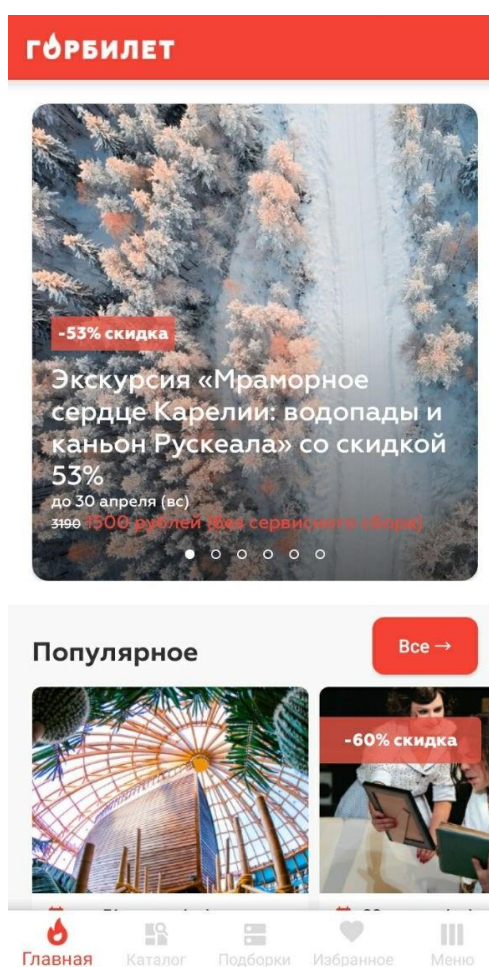 ГОРБИЛЕТ
-53% скидка
Экскурсия «Мраморное
сердце Карелии: водопады и
каньон Рускеала» со скидкой
53%
до 30 апреля (вс)
3190 1500 рублей (без сервисного сбора)
Популярное
Все →
-60% скидка
Главная
Каталог
Подборки
Избранное
Меню